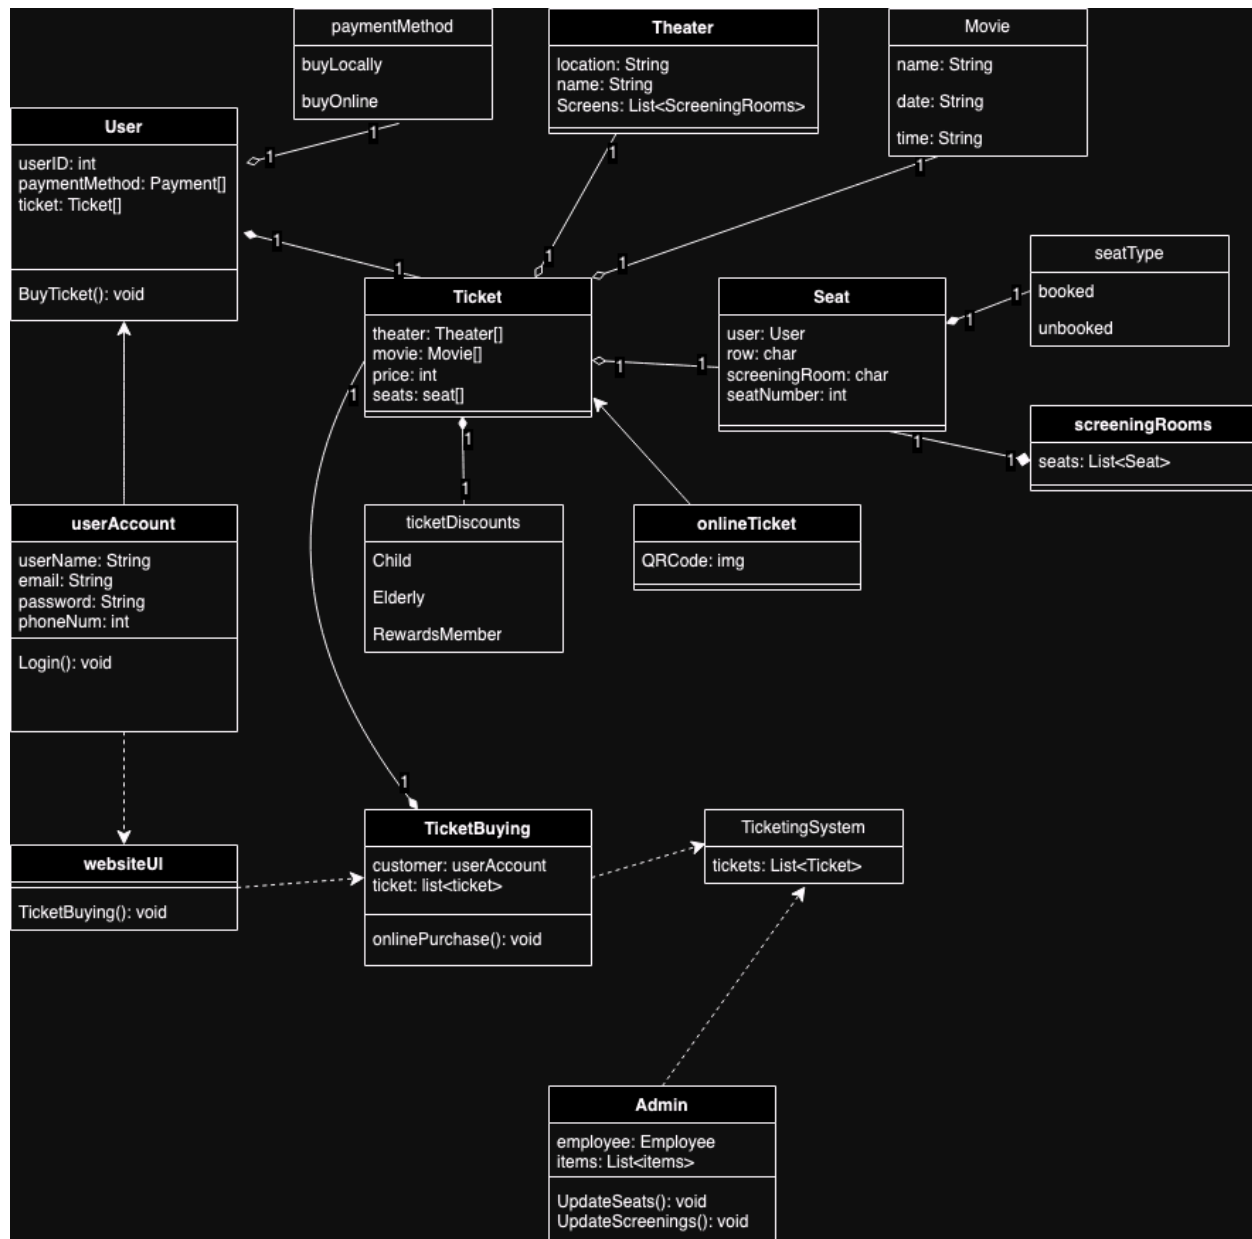 paymentMethod
buyLocally
buyOnline
Theater
location: String
name: String
Screens: List<ScreeningRooms>
Movie
name: String
date: String
time: String
User
userID: int
paymentMethod: Payment[]
ticket: Ticket[]
BuyTicket(): void
1
1
1
1
1
1
1
1
Ticket
theater: Theater[]
movie: Movie[]
price: int
seats: seat[]
Seat
user: User
row: char
screeningRoom: char
seatNumber: int
seatType
booked
unbooked
1
1
1
1
1
1
1
1
1
screeningRooms
seats: List<Seat>
userAccount
userName: String
email: String
password: String
phoneNum: int
Login(): void
ticketDiscounts
Child
Elderly
RewardsMember
onlineTicket
QRCode: img
1
websiteUI
TicketBuying(): void
TicketBuying
customer: userAccount
ticket: list<ticket>
onlinePurchase(): void
TicketingSystem
tickets: List<Ticket>
Admin
employee: Employee
items: List<items>
UpdateSeats(): void
UpdateScreenings(): void